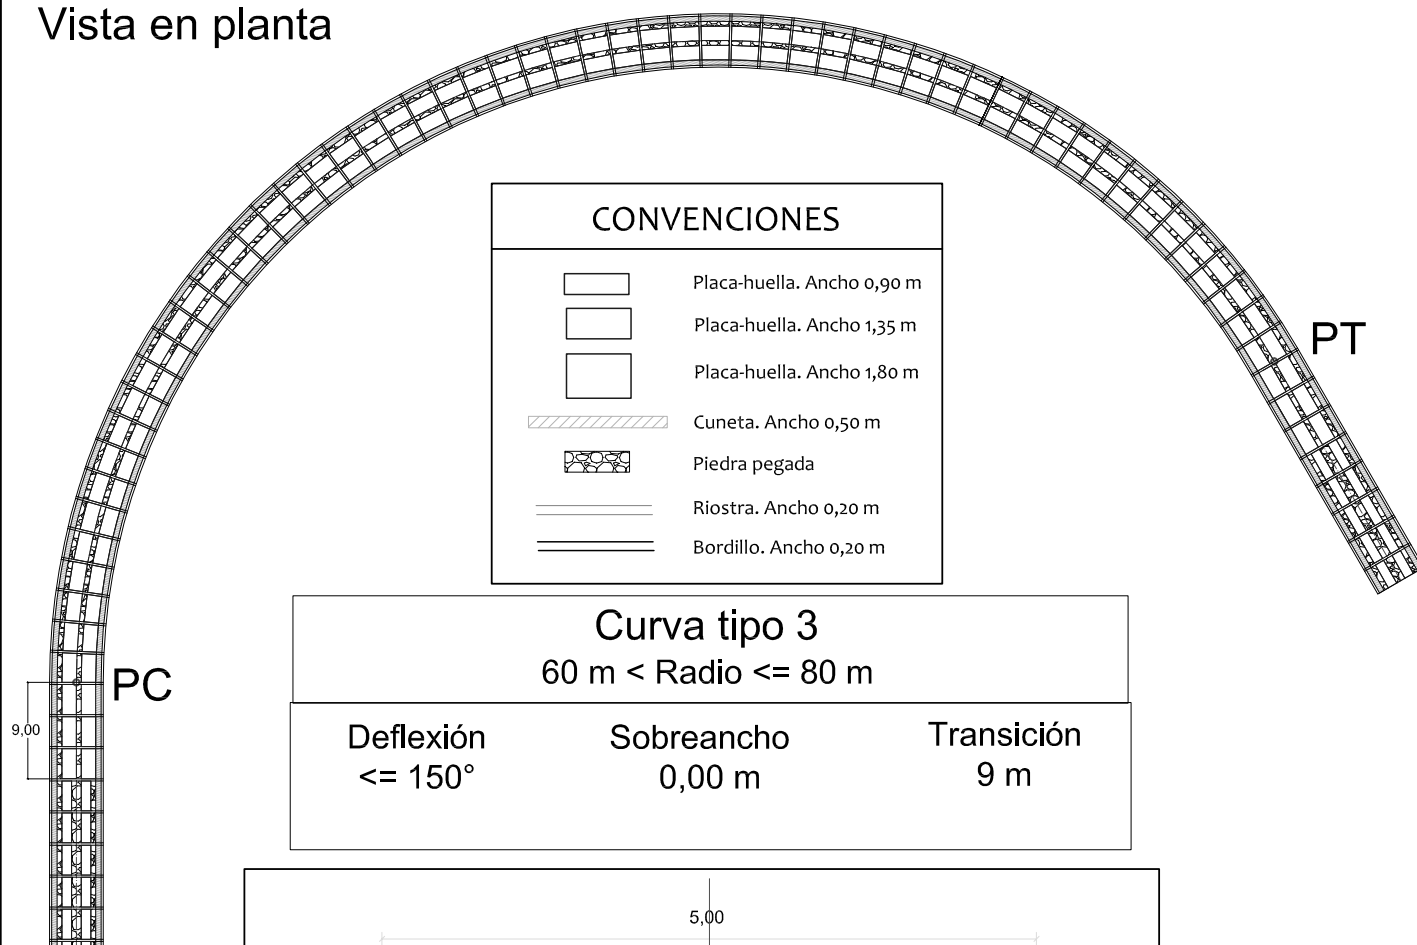 Vista en planta
CONVENCIONES
Placa-huella. Ancho 0,90 m
Placa-huella. Ancho 1,35 m
Placa-huella. Ancho 1,80 m
Cuneta. Ancho 0,50 m
Piedra pegada
Riostra. Ancho 0,20 m
Bordillo. Ancho 0,20 m
PT
PC
9,00
Curva tipo 3
60 m < Radio <= 80 m
Deflexión
<= 150°
Sobreancho
0,00 m
Transición
9 m
5,00